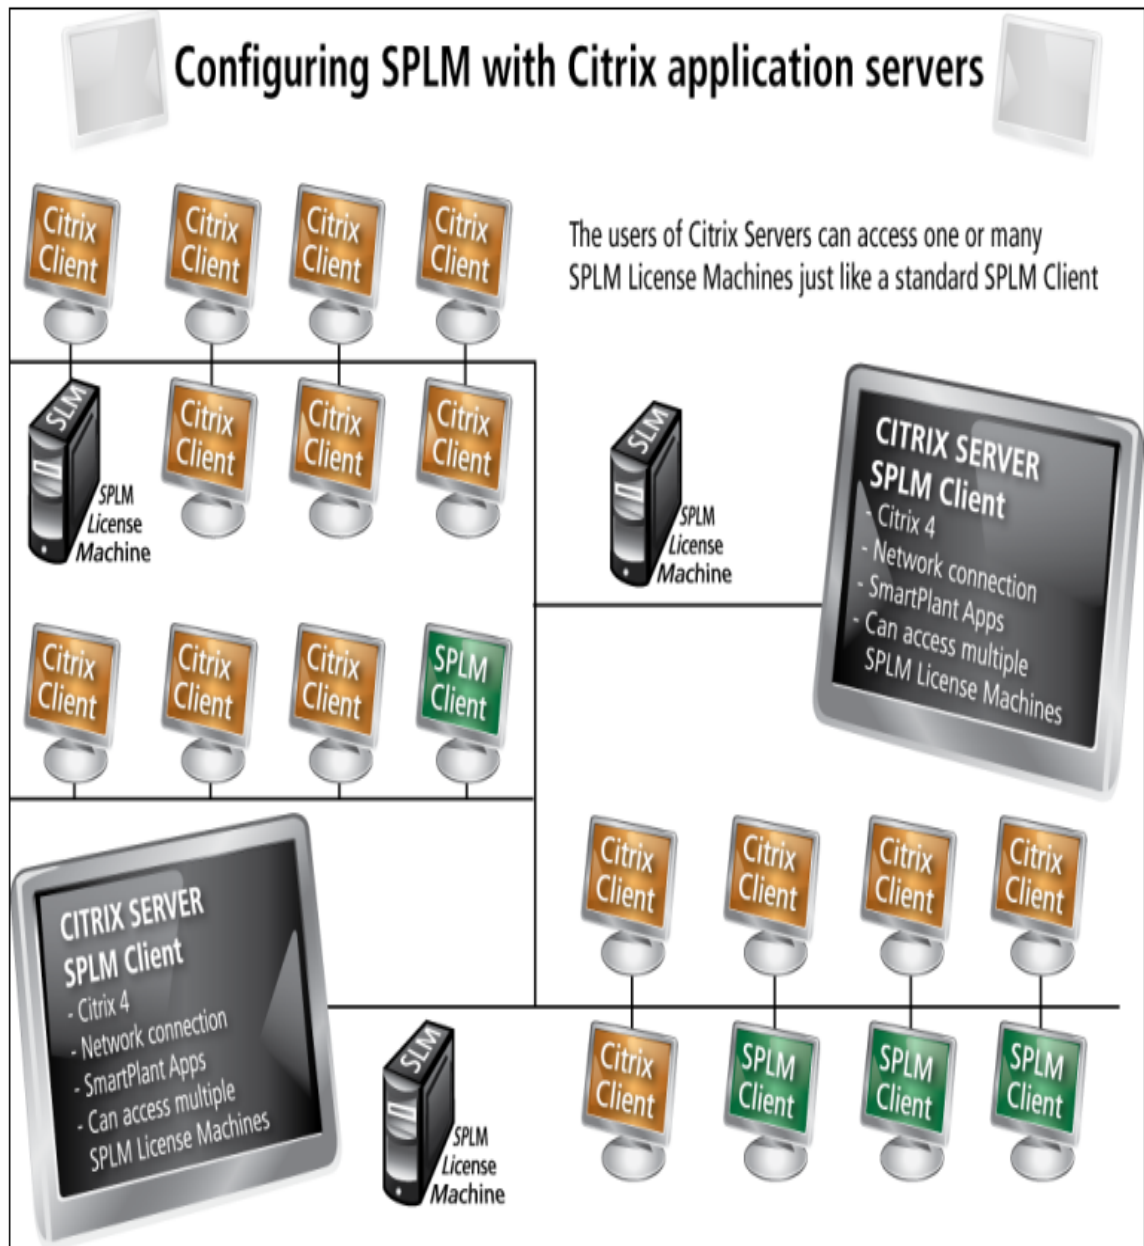 Configuring SPLM with Citrix application servers
Citrix
Client
Citrix
Client
Citrix
Client
Citrix
Client
The users of Citrix Servers can access one or many
SPLM License Machines just like a standard SPLM Client
SLM
SPLM
License
Machine
Citrix
Client
Citrix
Client
Citrix
Client
SLM
SPLM
License
Machine
CITRIX SERVER
SPLM Client
- Citrix 4
- Network connection
- SmartPlant Apps
- Can access multiple
SPLM License Machines
Citrix
Client
Citrix
Client
Citrix
Client
SPLM
Client
CITRIX SERVER
SPLM Client
- Citrix 4
- Network connection
- SmartPlant Apps
- Can access multiple
SPLM License Machines
Citrix
Client
Citrix
Client
Citrix
Client
Citrix
Client
SLM
SPLM
License
Machine
Citrix
Client
SPLM
Client
SPLM
Client
SPLM
Client